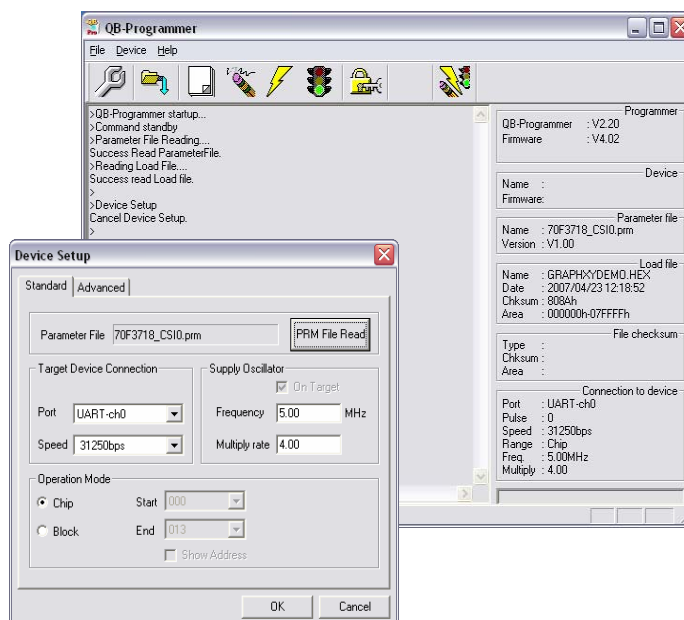 QB-Programmer
File Device Help
>QB-Programmer startup...
>Command standby
>Parameter File Reading....
Success Read ParameterFile.
>Reading Load File....
Success read Load file.
>
>Device Setup
Cancel Device Setup.
>
Programmer
QB-Programmer : V2.20
Firmware : V4.02
Device
Name :
Firmware:
Parameter file
Name : 70F3718_CSI0.prm
Version : V1.00
Load file
Name : GRAPHXYDEMO.HEX
Date : 2007/04/23 12:18:52
Chksum : 808Ah
Area : 000000h-07FFFFh
File checksum
Type :
Chksum :
Area :
Connection to device
Port : UART-ch0
Pulse : 0
Speed : 31250bps
Range : Chip
Freq. : 5.00MHz
Multiply : 4.00
Device Setup
Standard Advanced
Parameter File 70F3718_CSI0.prm PRM File Read
Target Device Connection
Port UART-ch0
Speed 31250bps
Supply Oscillator
On Target
Frequency 5.00 MHz
Multiply rate 4.00
Operation Mode
Chip Start 000
Block End 013
Show Address
OK Cancel